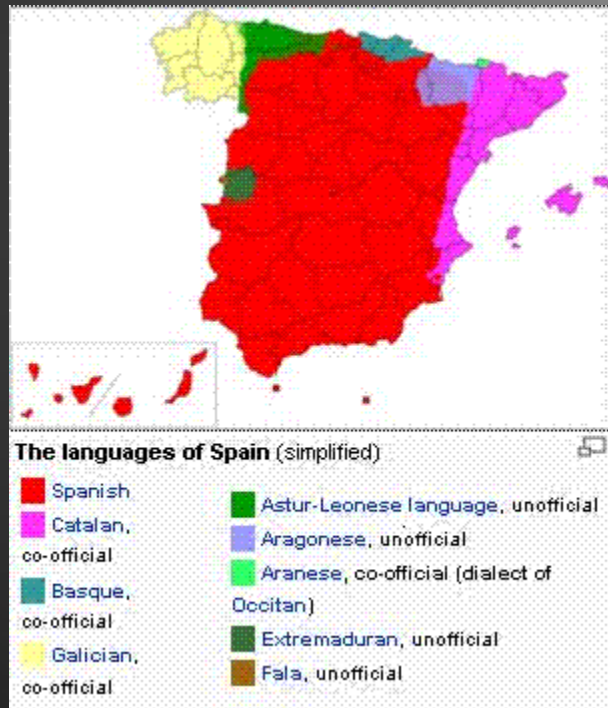 The languages of Spain (simplified)
Spanish
Catalan,
co-official
Basque,
co-official
Galician,
co-official
Astur-Leonese language, unofficial
Aragonese, unofficial
Aranese, co-official (dialect of
Occitan)
Extremaduran, unofficial
Fala, unofficial